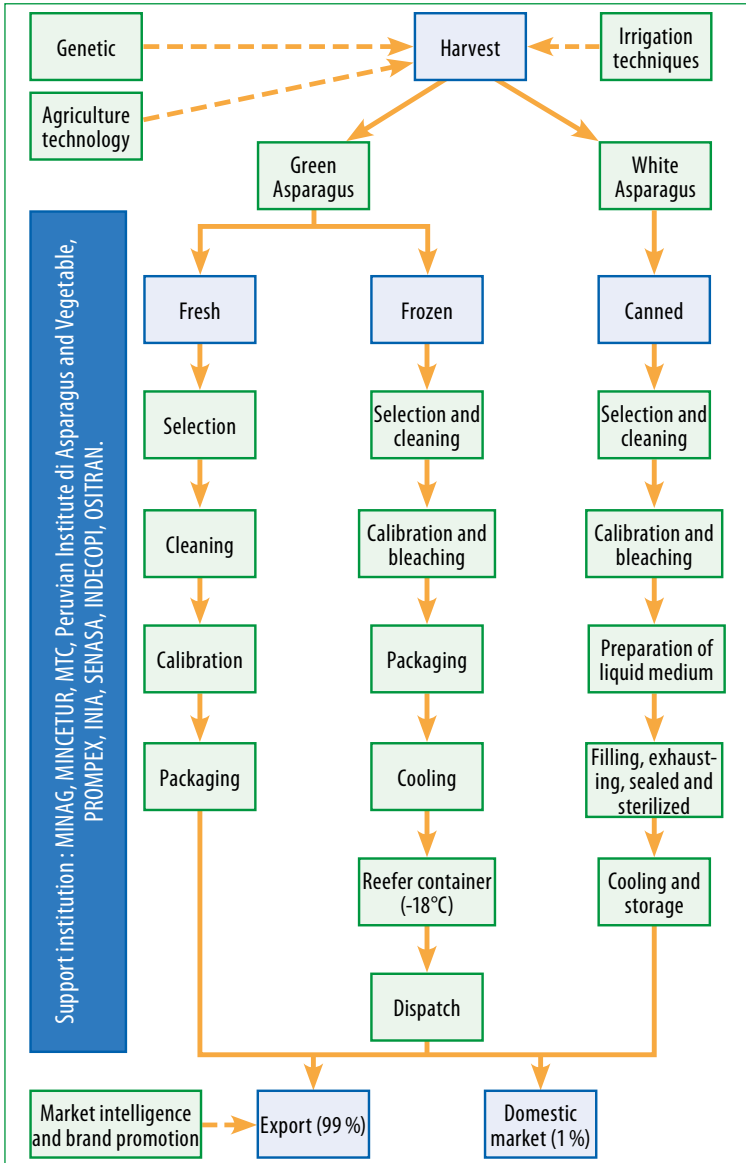 Genetic
Harvest
Irrigation
techniques
Agriculture
technology
Green
Asparagus
White
Asparagus
Support institution : MINAG, MINCETUR, MTC, Peruvian Institute di Asparagus and Vegetable,
PROMPEX, INIA, SENASA, INDECOPI, OSITRAN.
Fresh
Frozen
Canned
Selection
Selection and
cleaning
Selection and
cleaning
Cleaning
Calibration and
bleaching
Calibration and
bleaching
Calibration
Packaging
Preparation of
liquid medium
Packaging
Cooling
Filling, exhaust-
ing, sealed and
sterilized
Reefer container
(-18°C)
Cooling and
storage
Dispatch
Market intelligence
and brand promotion
Export (99 %)
Domestic
market (1 %)